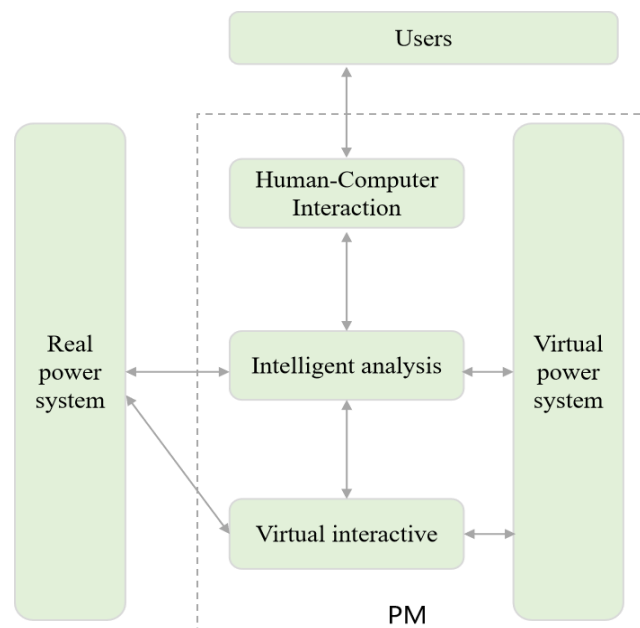 Users
Human-Computer
Interaction
Real
power
system
Intelligent analysis
Virtual
power
system
Virtual interactive
PM